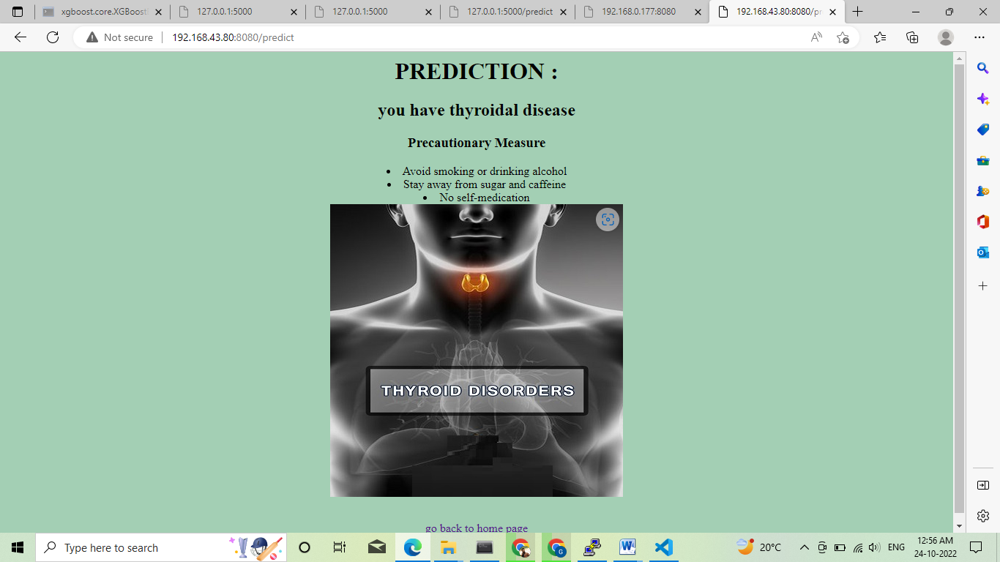 xgboost.core.XGBoost
127.0.0.1:5000
127.0.0.1:5000
127.0.0.1:5000/predict
192.168.0.177:8080
192.168.43.80:8080/pr
Not secure
192.168.43.80:8080/predict
PREDICTION :
you have thyroidal disease
Precautionary Measure
• Avoid smoking or drinking alcohol
• Stay away from sugar and caffeine
• No self-medication
THYROID DISORDERS
go back to home page
Type here to search
20°C
ENG
12:56 AM
24-10-2022